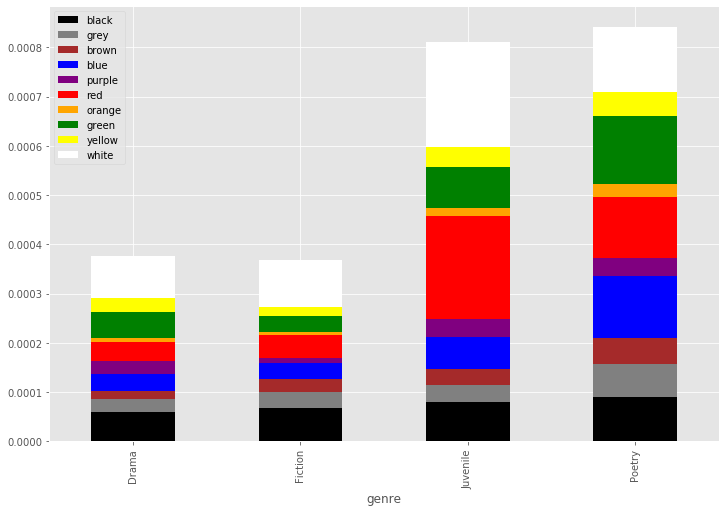 black
grey
brown
blue
purple
red
orange
green
yellow
white
0.0008
0.0007
0.0006
0.0005
0.0004
0.0003
0.0002
0.0001
0.0000
Drama
Fiction
Juvenile
Poetry
genre